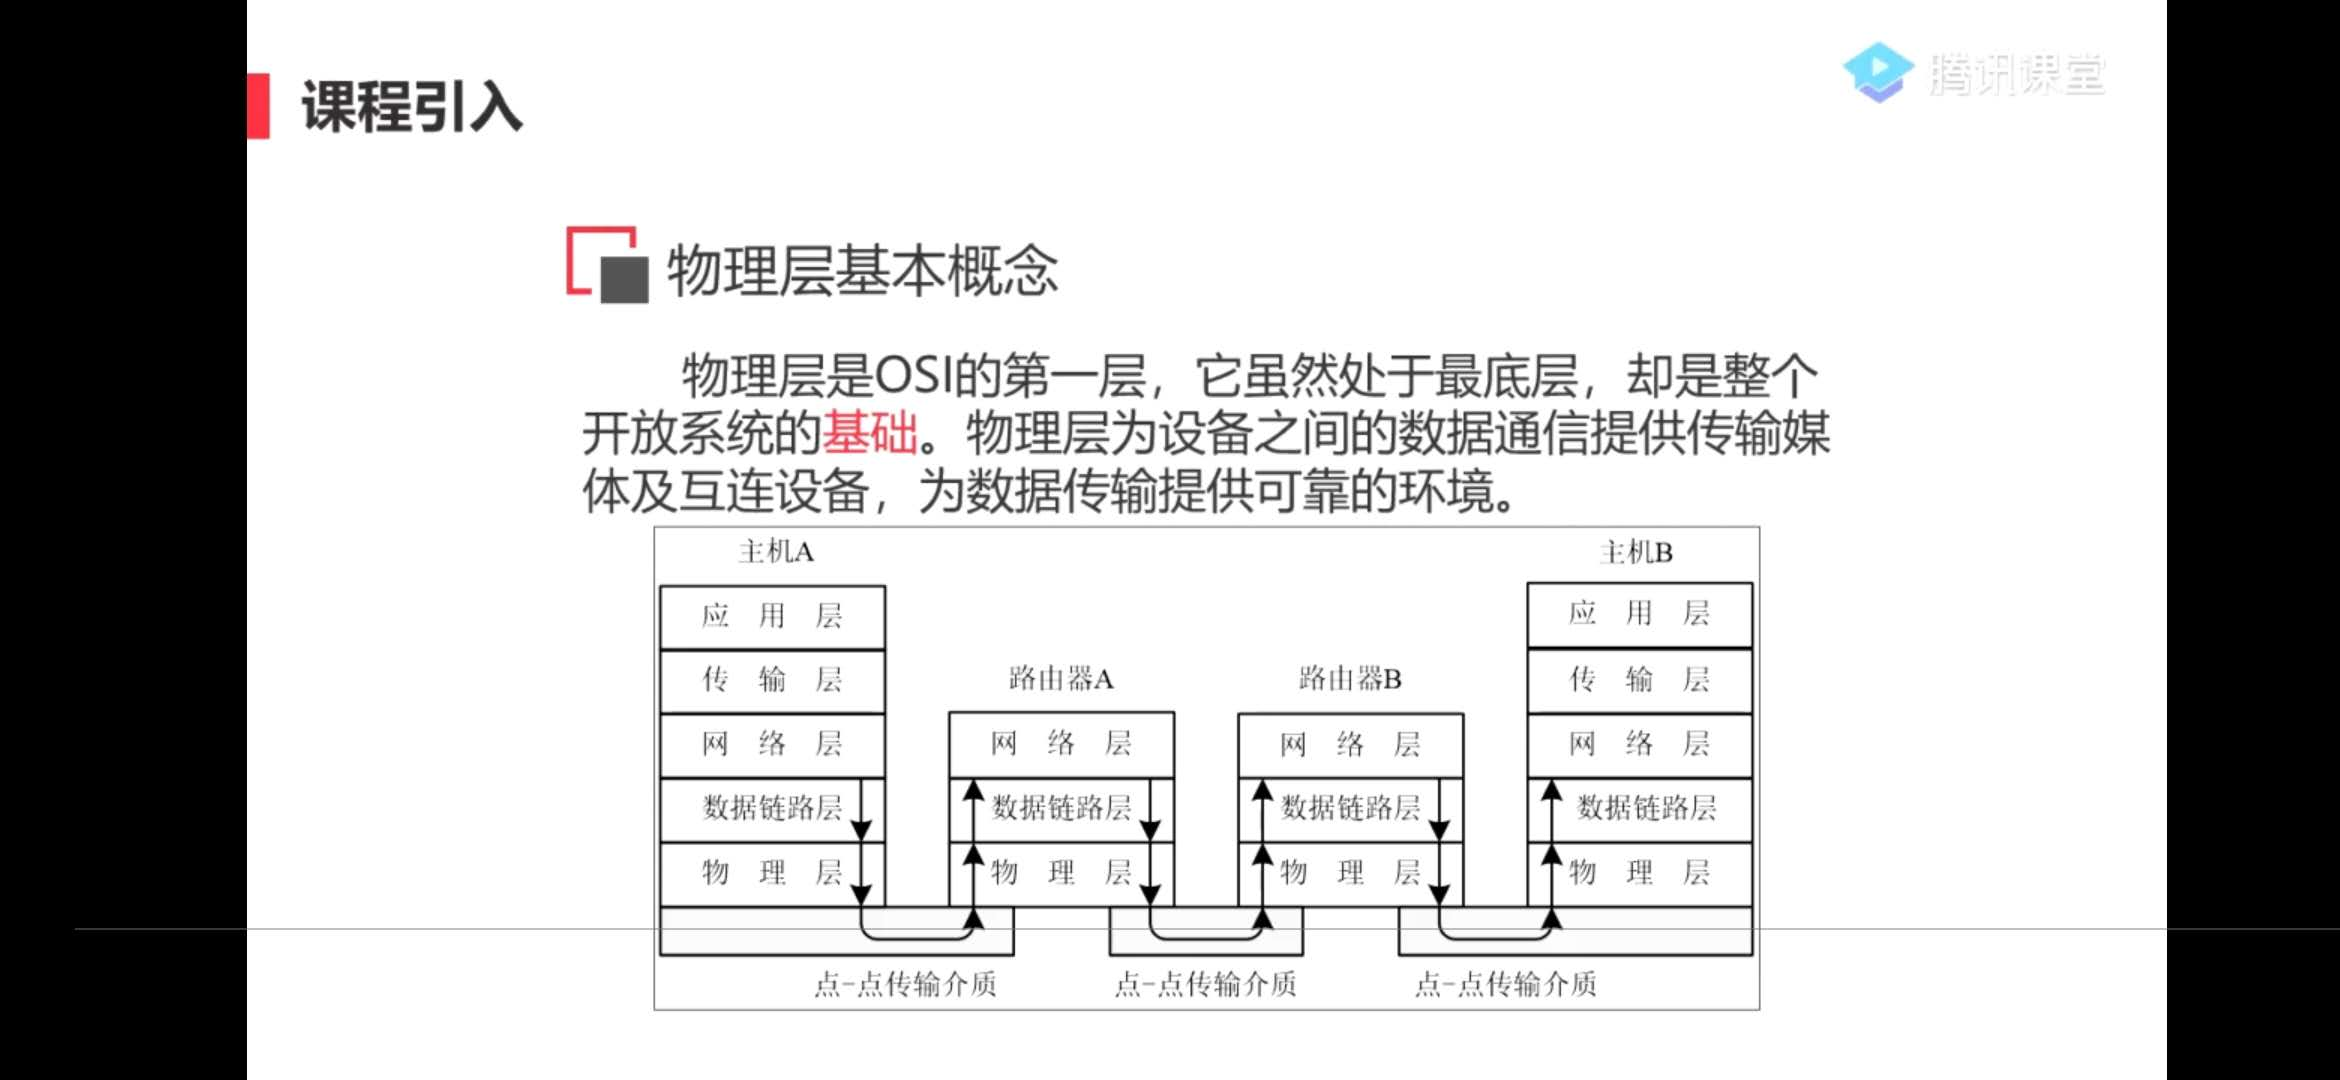 课程引入
腾讯课堂
物理层基本概念
物理层是OSI的第一层，它虽然处于最底层，却是整个
开放系统的基础。物理层为设备之间的数据通信提供传输媒
体及互连设备，为数据传输提供可靠的环境。
主机A
主机B
应 用 层
应 用 层
传 输 层
路由器A
路由器B
传 输 层
网 络 层
网 络 层
网 络 层
网 络 层
数据链路层
数据链路层
数据链路层
数据链路层
物 理 层
物 理 层
物 理 层
物 理 层
点-点传输介质
点-点传输介质
点-点传输介质